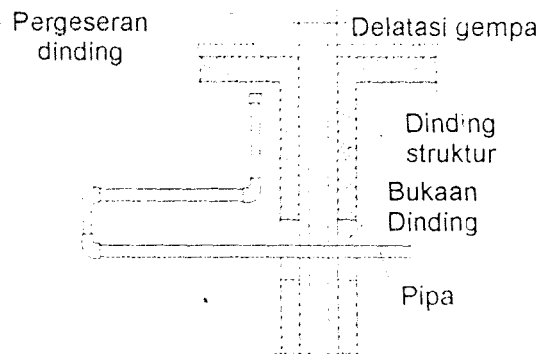 Pergeseran
dinding
Delatasi gempa
Dinding
struktur
Bukaan
Dinding
Pipa